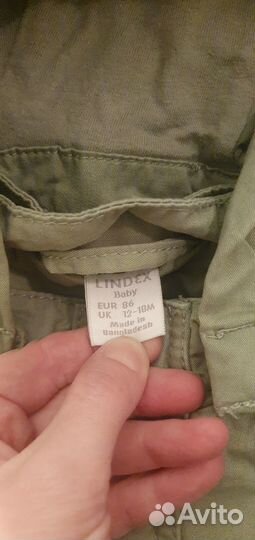 LINDEX
Baby
EUR 86
UK 12-18M
Made in
Bangladesh
Avito